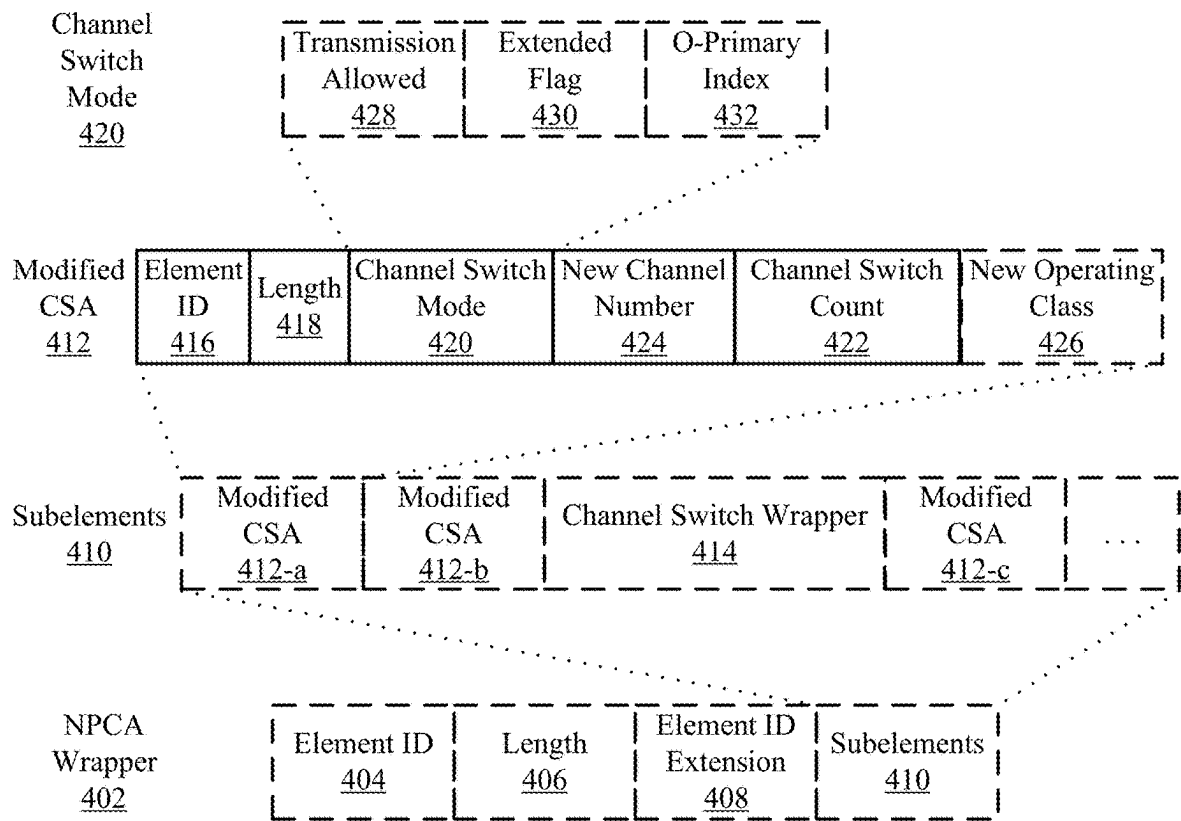 Channel
Switch
Mode
420
Transmission
Allowed
428
Extended
Flag
430
O-Primary
Index
432
Modified
CSA
412
Element
ID
416
Length
418
Channel Switch
Mode
420
New Channel
Number
424
Channel Switch
Count
422
New Operating
Class
426
Subelements
410
Modified
CSA
412-a
Modified
CSA
412-b
Channel Switch Wrapper
414
Modified
CSA
412-c
...
NPCA
Wrapper
402
Element ID
404
Length
406
Element ID
Extension
408
Subelements
410